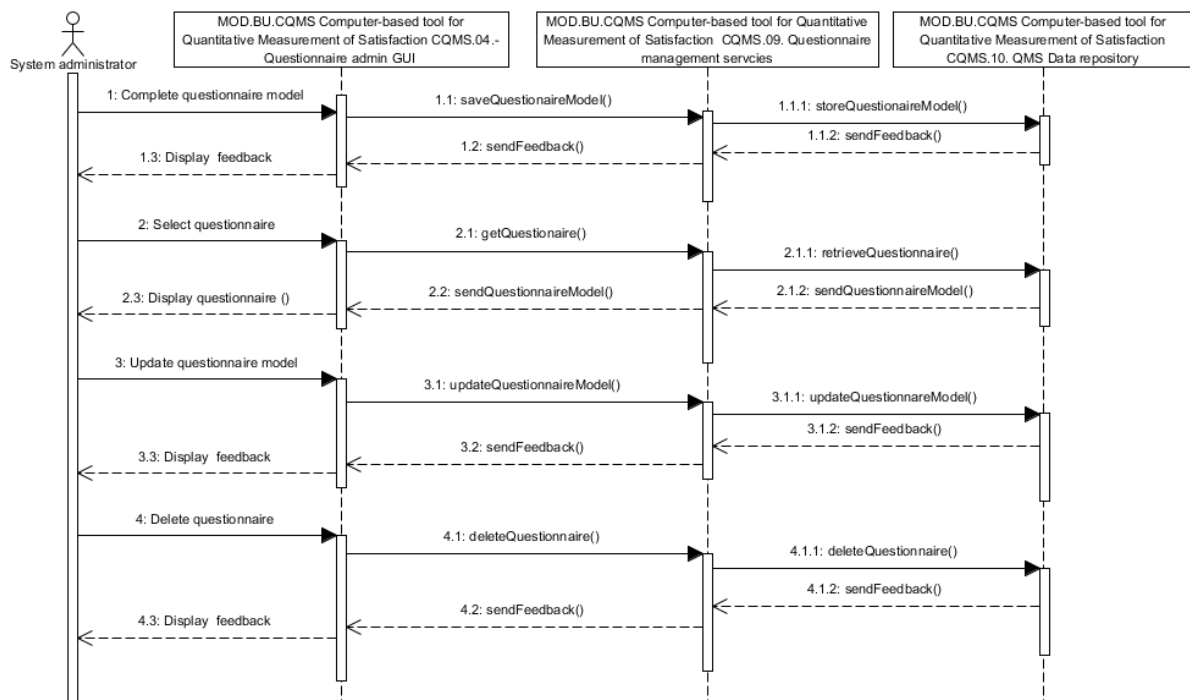 MOD.BU.CQMS Computer-based tool for
Quantitative Measurement of Satisfaction CQMS.04.-
Questionnaire admin GUI
MOD.BU.CQMS Computer-based tool for Quantitative
Measurement of Satisfaction CQMS.09. Questionnaire
management servcies
MOD.BU.CQMS Computer-based tool for
Quantitative Measurement of Satisfaction
CQMS.10. QMS Data repository
System administrator
1: Complete questionnaire model
1.1: saveQuestionaireModel()
1.1.1: storeQuestionaireModel()
1.1.2: sendFeedback()
1.2: sendFeedback()
1.3: Display feedback
2: Select questionnaire
2.1: getQuestionaire()
2.1.1: retrieveQuestionnaire()
2.1.2: sendQuestionnaireModel()
2.2: sendQuestionnaireModel()
2.3: Display questionnaire ()
3: Update questionnaire model
3.1: updateQuestionnaireModel()
3.1.1: updateQuestionnareModel()
3.1.2: sendFeedback()
3.2: sendFeedback()
3.3: Display feedback
4: Delete questionnaire
4.1: deleteQuestionnaire()
4.1.1: deleteQuestionnaire()
4.1.2: sendFeedback()
4.2: sendFeedback()
4.3: Display feedback